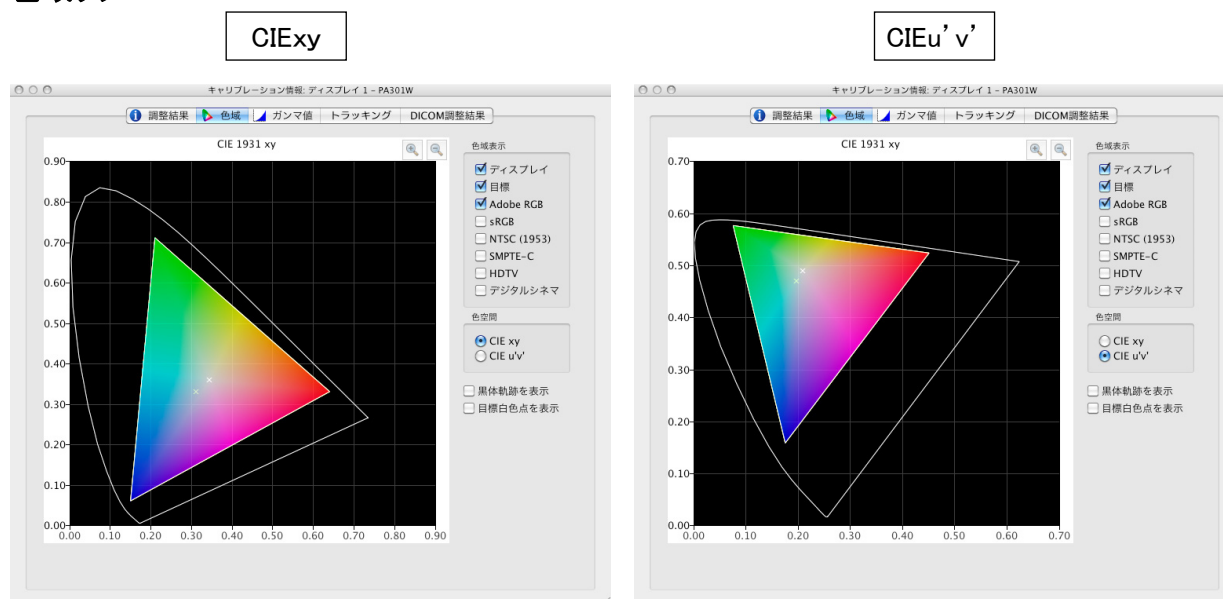 CIExy
キャリブレーション情報: ディスプレイ 1 – PA301W
調整結果 色域 ガンマ値 トラッキング DICOM調整結果
CIE 1931 xy
0.90
0.80
0.70
0.60
0.50
0.40
0.30
0.20
0.10
0.00
0.00 0.10 0.20 0.30 0.40 0.50 0.60 0.70 0.80 0.90
色域表示
ディスプレイ
目標
Adobe RGB
sRGB
NTSC (1953)
SMPTE-C
HDTV
デジタルシネマ
色空間
CIE xy
CIE u'v'
黒体軌跡を表示
目標白色点を表示
CIEu’v’
キャリブレーション情報: ディスプレイ 1 – PA301W
調整結果 色域 ガンマ値 トラッキング DICOM調整結果
CIE 1931 xy
0.70
0.60
0.50
0.40
0.30
0.20
0.10
0.00
0.00 0.10 0.20 0.30 0.40 0.50 0.60 0.70
色域表示
ディスプレイ
目標
Adobe RGB
sRGB
NTSC (1953)
SMPTE-C
HDTV
デジタルシネマ
色空間
CIE xy
CIE u'v'
黒体軌跡を表示
目標白色点を表示